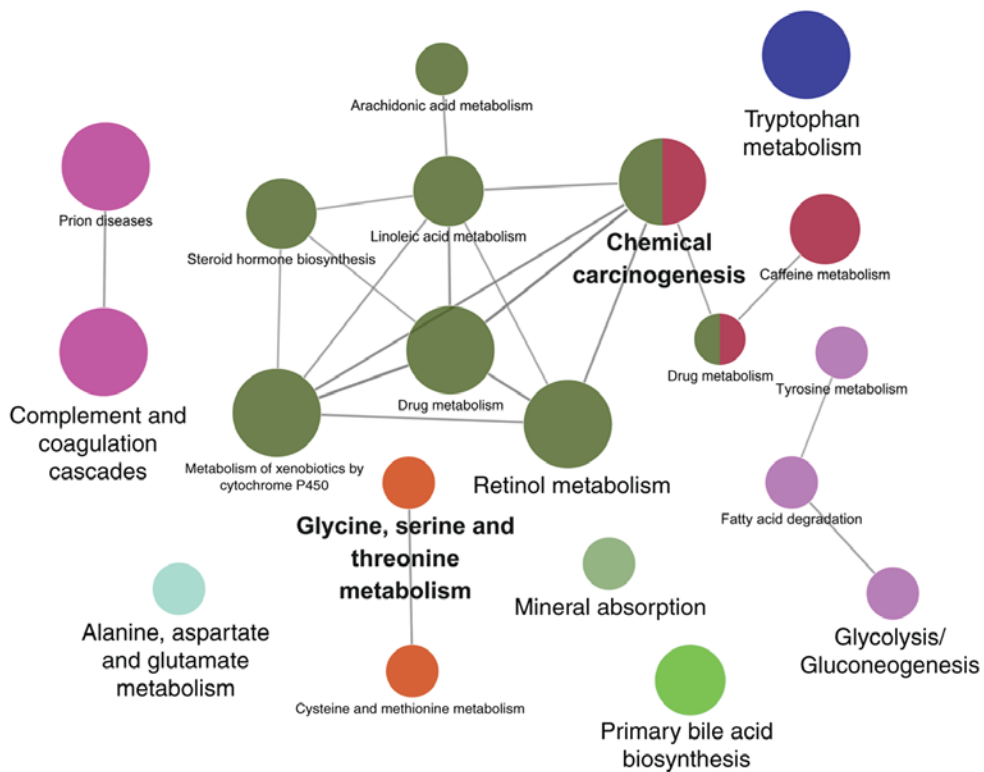 Arachidonic acid metabolism
Tryptophan
metabolism
Prion diseases
Linoleic acid metabolism
Steroid hormone biosynthesis
Chemical
carcinogenesis
Caffeine metabolism
Drug metabolism
Tyrosine metabolism
Drug metabolism
Complement and
coagulation
cascades
Metabolism of xenobiotics by
cytochrome P450
Retinol metabolism
Fatty acid degradation
Glycine, serine and
threonine
metabolism
Mineral absorption
Alanine, aspartate
and glutamate
metabolism
Glycolysis/
Gluconeogenesis
Cysteine and methionine metabolism
Primary bile acid
biosynthesis